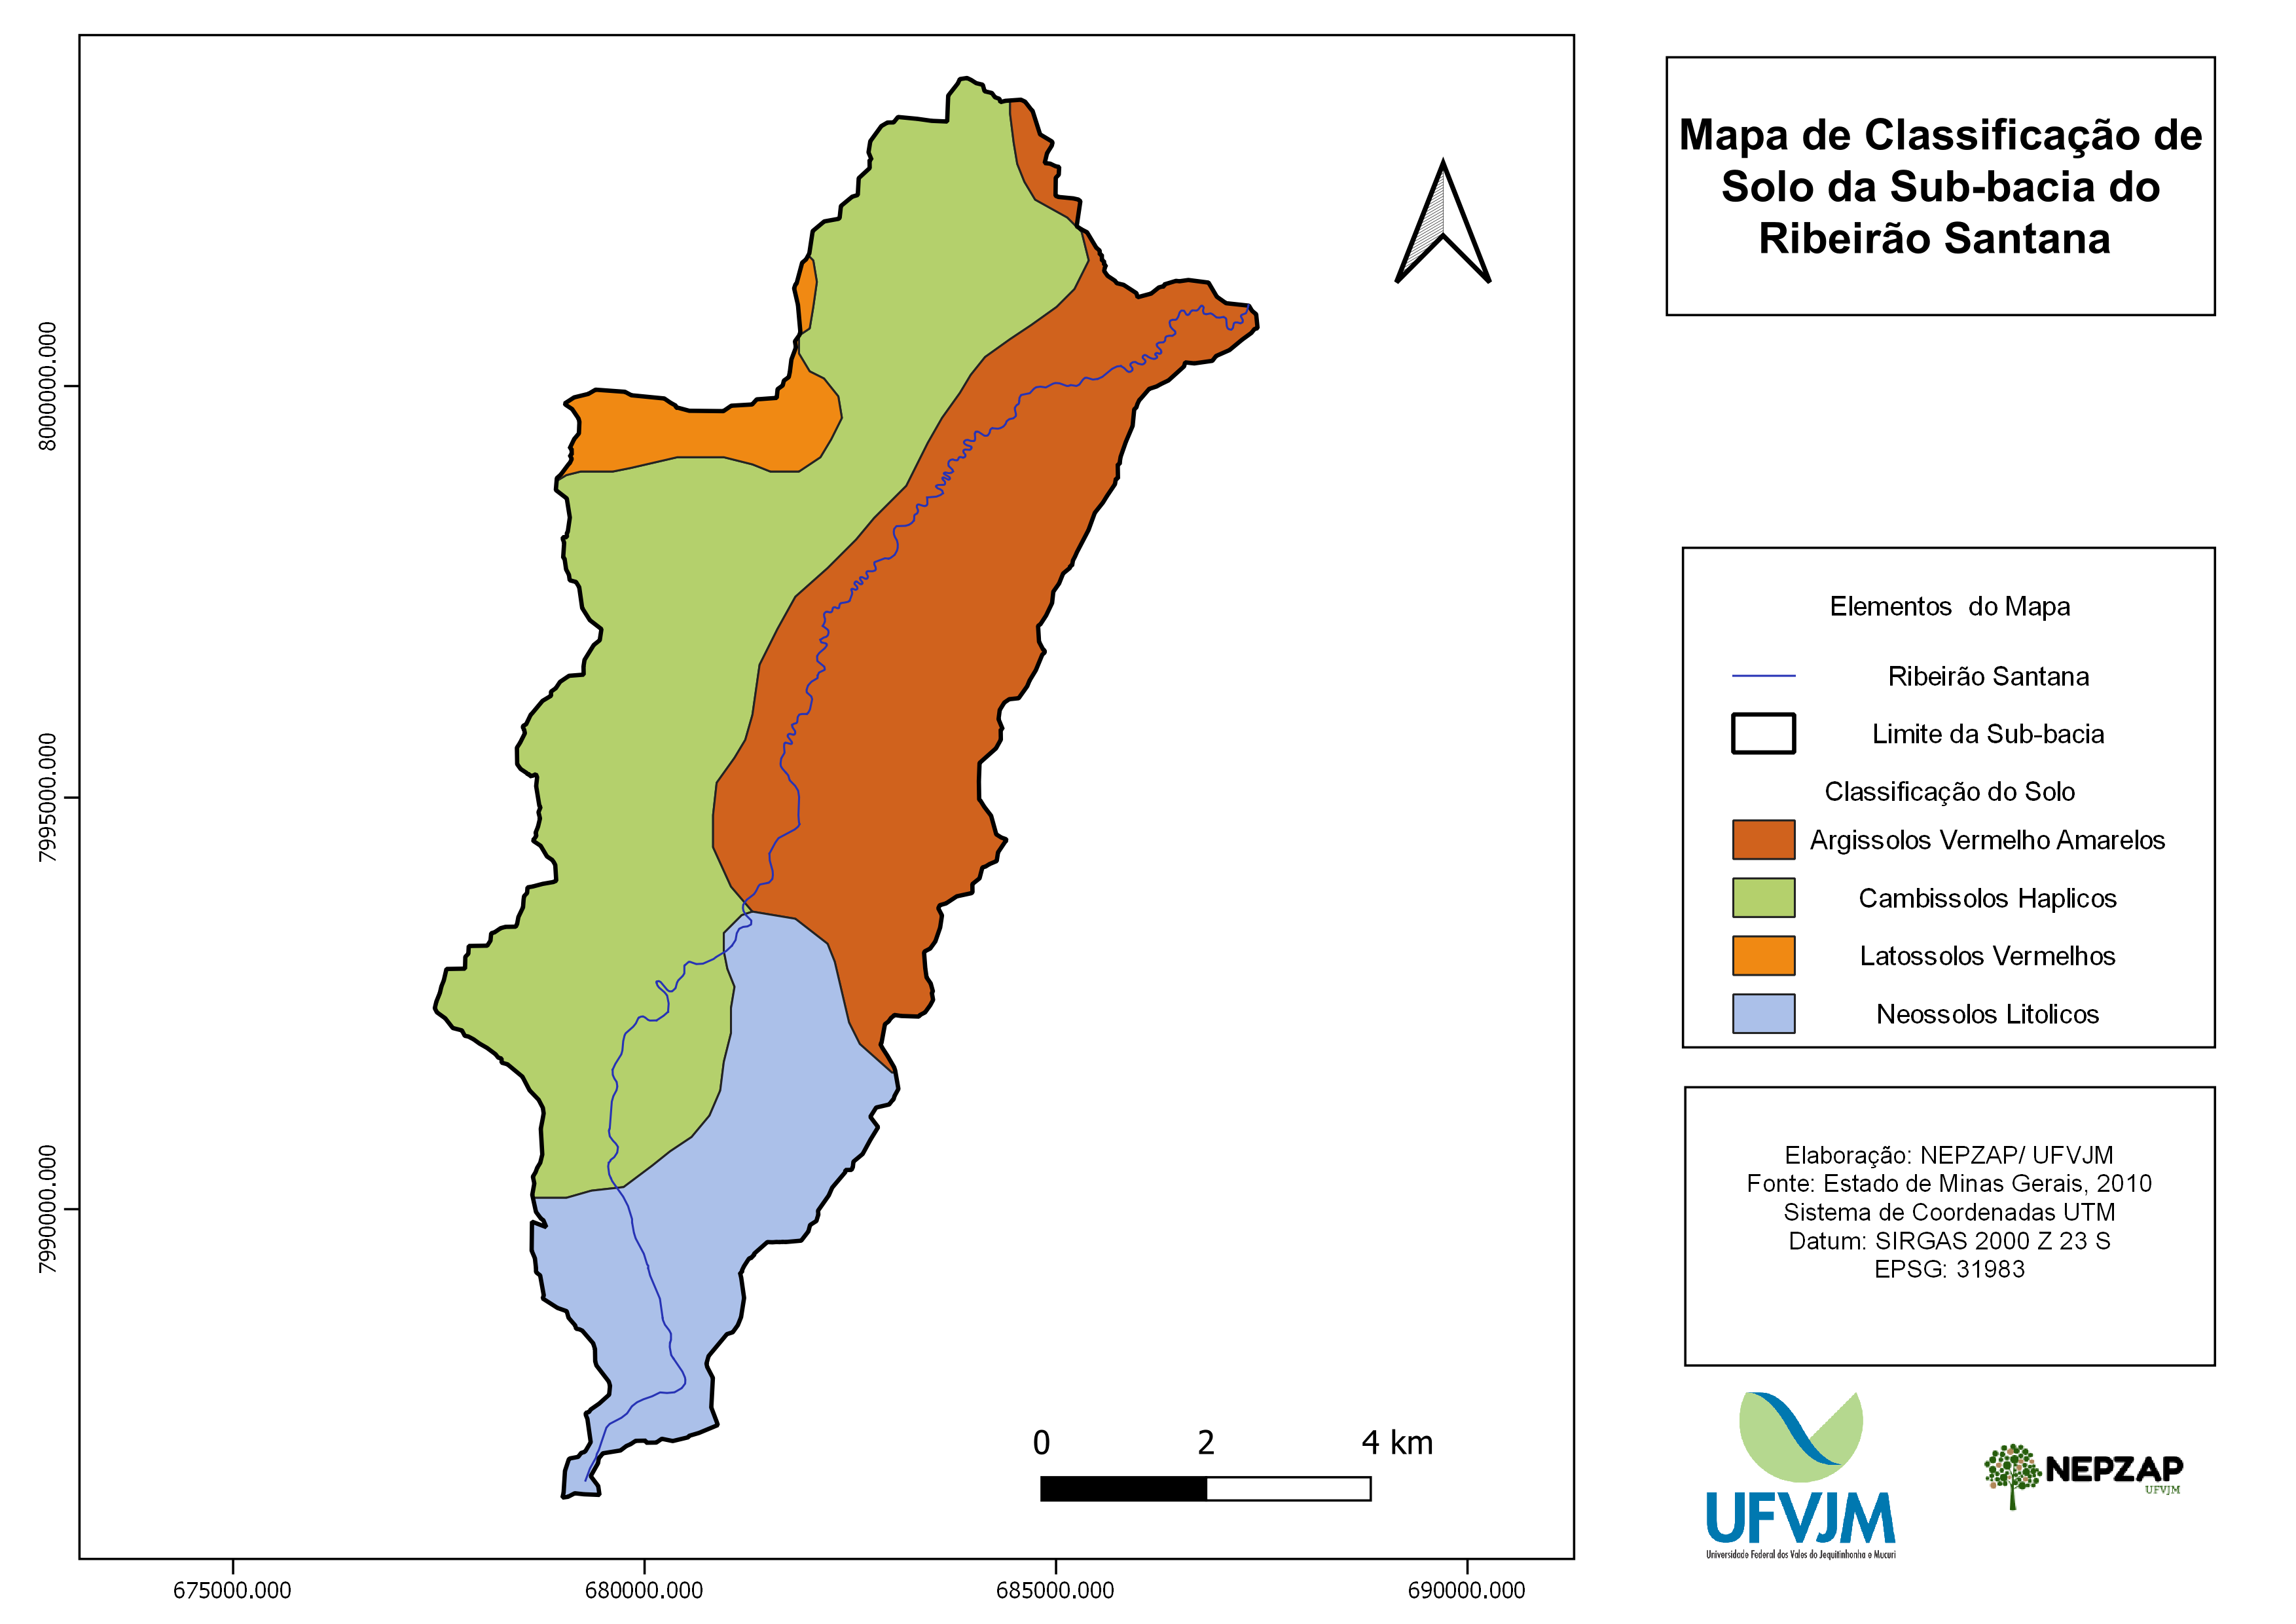 Mapa de Classificação de
Solo da Sub-bacia do
Ribeirão Santana
8000000.000
7995000.000
7990000.000
675000.000
680000.000
685000.000
690000.000
0 2 4 km
Elementos do Mapa
Ribeirão Santana
Limite da Sub-bacia
Classificação do Solo
Argissolos Vermelho Amarelos
Cambissolos Haplicos
Latossolos Vermelhos
Neossolos Litolicos
Elaboração: NEPZAP/ UFVJM
Fonte: Estado de Minas Gerais, 2010
Sistema de Coordenadas UTM
Datum: SIRGAS 2000 Z 23 S
EPSG: 31983
UFVJM
Universidade Federal dos Vales do Jequitinhonha e Mucuri
NEPZAP
UFVJM